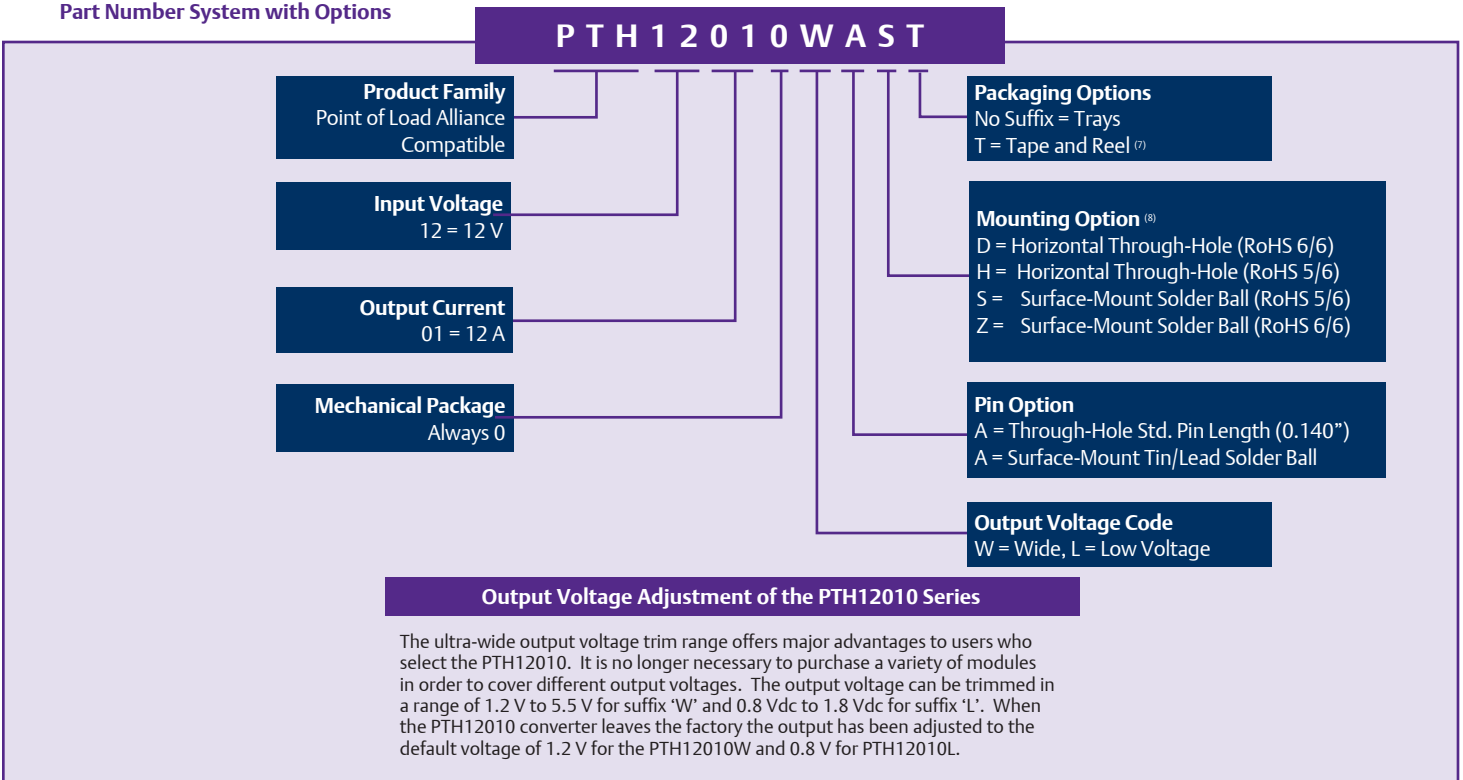 Part Number System with Options
PTH12010WAST
Product Family
Point of Load Alliance
Compatible
Input Voltage
12 = 12 V
Output Current
01 = 12 A
Mechanical Package
Always 0
Packaging Options
No Suffix = Trays
T = Tape and Reel (7)
Mounting Option (8)
D = Horizontal Through-Hole (RoHS 6/6)
H = Horizontal Through-Hole (RoHS 5/6)
S = Surface-Mount Solder Ball (RoHS 5/6)
Z = Surface-Mount Solder Ball (RoHS 6/6)
Pin Option
A = Through-Hole Std. Pin Length (0.140”)
A = Surface-Mount Tin/Lead Solder Ball
Output Voltage Code
W = Wide, L = Low Voltage
Output Voltage Adjustment of the PTH12010 Series
The ultra-wide output voltage trim range offers major advantages to users who
select the PTH12010. It is no longer necessary to purchase a variety of modules
in order to cover different output voltages. The output voltage can be trimmed in
a range of 1.2 V to 5.5 V for suffix ‘W’ and 0.8 Vdc to 1.8 Vdc for suffix ‘L’. When
the PTH12010 converter leaves the factory the output has been adjusted to the
default voltage of 1.2 V for the PTH12010W and 0.8 V for PTH12010L.